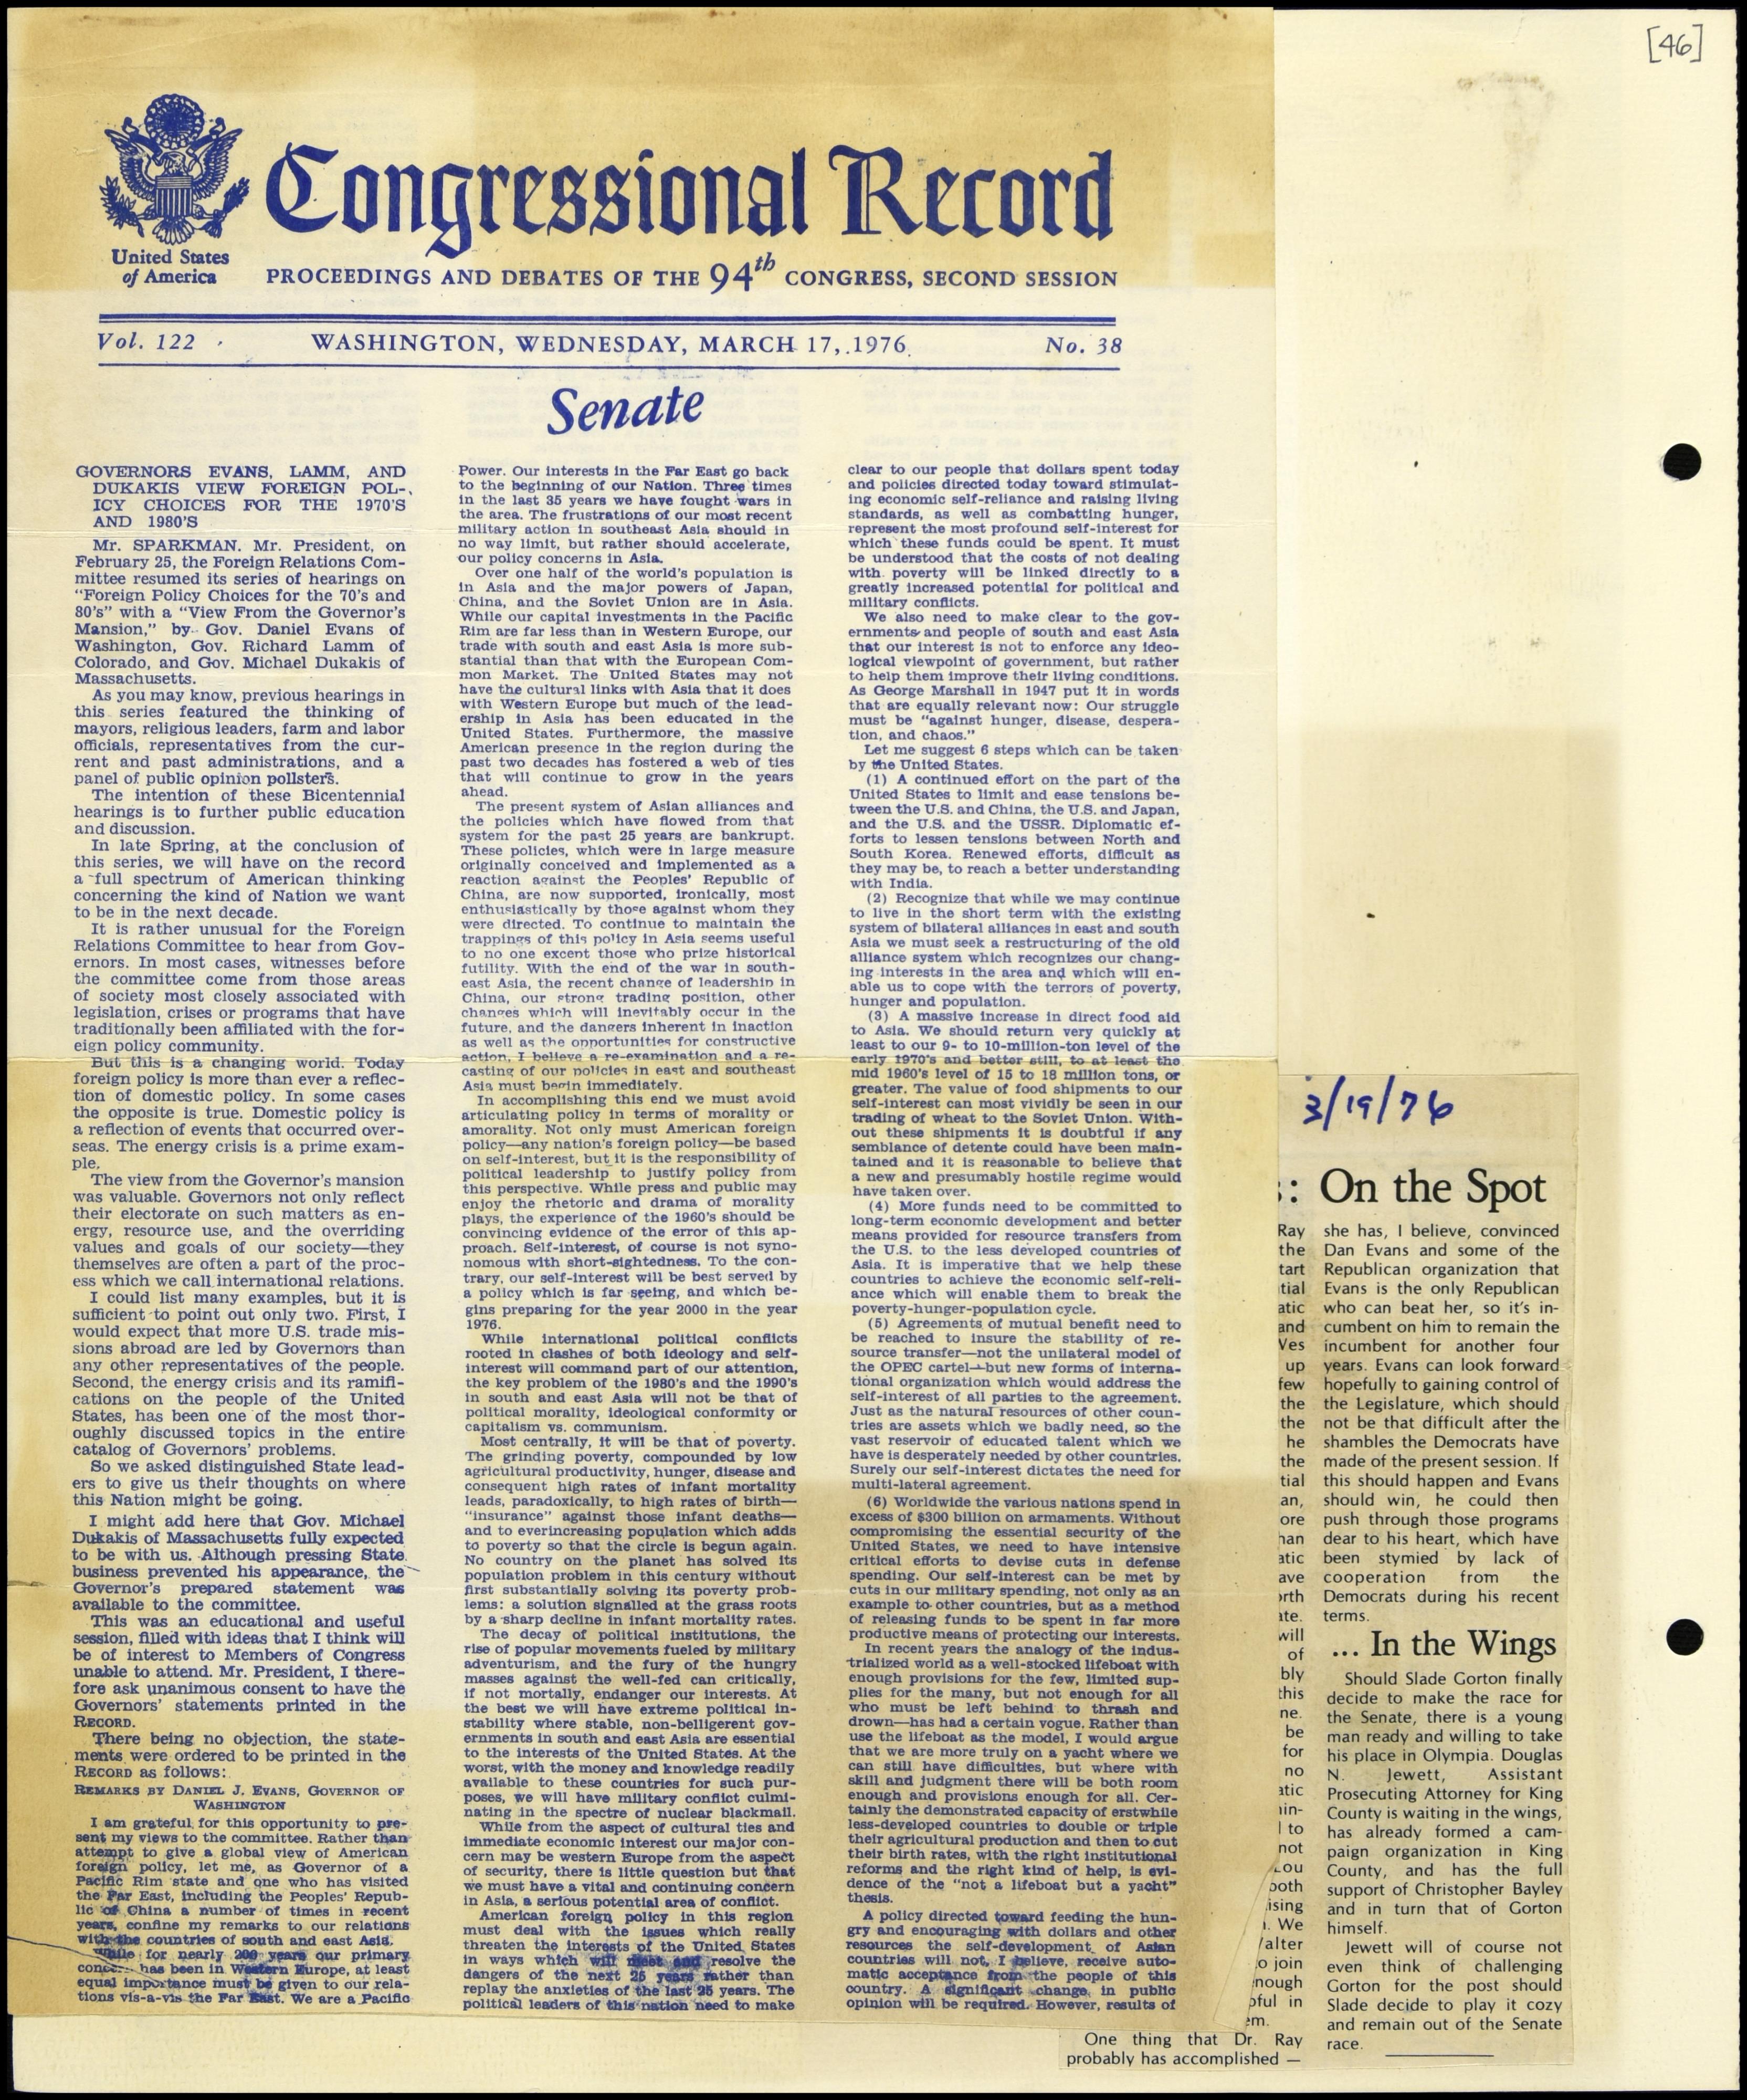 [46]
United States
of America
Congressional Record
PROCEEDINGS AND DEBATES OF THE 94th CONGRESS, SECOND SESSION
Vol. 122
WASHINGTON, WEDNESDAY, MARCH 17, 1976
No. 38
Senate
GOVERNORS EVANS, LAMM, AND
DUKAKIS VIEW FOREIGN POL-
ICY CHOICES FOR THE 1970'S
AND 1980'S
Mr. SPARKMAN. Mr. President, on
February 25, the Foreign Relations Com-
mittee resumed its series of hearings on
"Foreign Policy Choices for the 70's and
80's" with a "View From the Governor's
Mansion," by Gov. Daniel Evans of
Washington, Gov. Richard Lamm of
Colorado, and Gov. Michael Dukakis of
Massachusetts.
As you may know, previous hearings in
this series featured the thinking of
mayors, religious leaders, farm and labor
officials, representatives from the cur-
rent and past administrations, and a
panel of public opinion pollsters.
The intention of these Bicentennial
hearings is to further public education
and discussion.
In late Spring, at the conclusion of
this series, we will have on the record
a full spectrum of American thinking
concerning the kind of Nation we want
to be in the next decade.
It is rather unusual for the Foreign
Relations Committee to hear from Gov-
ernors. In most cases, witnesses before
the committee come from those areas
of society most closely associated with
legislation, crises or programs that have
traditionally been affiliated with the for-
eign policy community.
But this is a changing world. Today
foreign policy is more than ever a reflec-
tion of domestic policy. In some cases
the opposite is true. Domestic policy is
a reflection of events that occurred over-
seas. The energy crisis is a prime exam-
ple.
The view from the Governor's mansion
was valuable. Governors not only reflect
their electorate on such matters as en-
ergy, resource use, and the overriding
values and goals of our society—they
themselves are often a part of the proc-
ess which we call international relations.
I could list many examples, but it is
sufficient to point out only two. First, I
would expect that more U.S. trade mis-
sions abroad are led by Governors than
any other representatives of the people.
Second, the energy crisis and its ramifi-
cations on the people of the United
States, has been one of the most thor-
oughly discussed topics in the entire
catalog of Governors' problems.
So we asked distinguished State lead-
ers to give us their thoughts on where
this Nation might be going.
I might add here that Gov. Michael
Dukakis of Massachusetts fully expected
to be with us. Although pressing State
business prevented his appearance, the
Governor's prepared statement was
available to the committee.
This was an educational and useful
session, filled with ideas that I think will
be of interest to Members of Congress
unable to attend. Mr. President, I there-
fore ask unanimous consent to have the
Governors' statements printed in the
RECORD.
There being no objection, the state-
ments were ordered to be printed in the
RECORD as follows:
REMARKS BY DANIEL J. EVANS, GOVERNOR OF
WASHINGTON
I am grateful for this opportunity to pre-
sent my views to the committee. Rather than
attempt to give a global view of American
foreign policy, let me, as Governor of a
Pacific Rim state and one who has visited
the Far East, including the Peoples' Repub-
lic of China a number of times in recent
years, confine my remarks to our relations
with the countries of south and east Asia.
While for nearly 200 years our primary
concern has been in Western Europe, at least
equal importance must be given to our rela-
tions vis-a-vis the Far East. We are a Pacific
Power. Our interests in the Far East go back
to the beginning of our Nation. Three times
in the last 35 years we have fought wars in
the area. The frustrations of our most recent
military action in southeast Asia should in
no way limit, but rather should accelerate,
our policy concerns in Asia.
Over one half of the world's population is
in Asia and the major powers of Japan,
China, and the Soviet Union are in Asia.
While our capital investments in the Pacific
Rim are far less than in Western Europe, our
trade with south and east Asia is more sub-
stantial than that with the European Com-
mon Market. The United States may not
have the cultural links with Asia that it does
with Western Europe but much of the lead-
ership in Asia has been educated in the
United States. Furthermore, the massive
American presence in the region during the
past two decades has fostered a web of ties
that will continue to grow in the years
ahead.
The present system of Asian alliances and
the policies which have flowed from that
system for the past 25 years are bankrupt.
These policies, which were in large measure
originally conceived and implemented as a
reaction against the Peoples' Republic of
China, are now supported, ironically, most
enthusiastically by those against whom they
were directed. To continue to maintain the
trappings of this policy in Asia seems useful
to no one except those who prize historical
futility. With the end of the war in south-
east Asia, the recent change of leadership in
China, our strong trading position, other
changes which will inevitably occur in the
future, and the dangers inherent in inaction
as well as the opportunities for constructive
action, I believe a re-examination and a re-
casting of our policies in east and southeast
Asia must begin immediately.
In accomplishing this end we must avoid
articulating policy in terms of morality or
amorality. Not only must American foreign
policy—any nation's foreign policy—be based
on self-interest, but it is the responsibility of
political leadership to justify policy from
this perspective. While press and public may
enjoy the rhetoric and drama of morality
plays, the experience of the 1960's should be
convincing evidence of the error of this ap-
proach. Self-interest, of course is not syno-
nomous with short-sightedness. To the con-
trary, our self-interest will be best served by
a policy which is far seeing, and which be-
gins preparing for the year 2000 in the year
1976.
While international political conflicts
rooted in clashes of both ideology and self-
interest will command part of our attention,
the key problem of the 1980's and the 1990's
in south and east Asia will not be that of
political morality, ideological conformity or
capitalism vs. communism.
Most centrally, it will be that of poverty.
The grinding poverty, compounded by low
agricultural productivity, hunger, disease and
consequent high rates of infant mortality
leads, paradoxically, to high rates of birth—
"insurance" against those infant deaths—
and to everincreasing population which adds
to poverty so that the circle is begun again.
No country on the planet has solved its
population problem in this century without
first substantially solving its poverty prob-
lems: a solution signalled at the grass roots
by a sharp decline in infant mortality rates.
The decay of political institutions, the
rise of popular movements fueled by military
adventurism, and the fury of the hungry
masses against the well-fed can critically,
if not mortally, endanger our interests. At
the best we will have extreme political in-
stability where stable, non-belligerent gov-
ernments in south and east Asia are essential
to the interests of the United States. At the
worst, with the money and knowledge readily
available to these countries for such pur-
poses, we will have military conflict culmi-
nating in the spectre of nuclear blackmail.
While from the aspect of cultural ties and
immediate economic interest our major con-
cern may be western Europe from the aspect
of security, there is little question but that
we must have a vital and continuing concern
in Asia, a serious potential area of conflict.
American foreign policy in this region
must deal with the issues which really
threaten the interests of the United States
in ways which will meet and resolve the
dangers of the next 25 years rather than
replay the anxieties of the last 25 years. The
political leaders of this nation need to make
clear to our people that dollars spent today
and policies directed today toward stimulat-
ing economic self-reliance and raising living
standards, as well as combatting hunger,
represent the most profound self-interest for
which these funds could be spent. It must
be understood that the costs of not dealing
with poverty will be linked directly to a
greatly increased potential for political and
military conflicts.
We also need to make clear to the gov-
ernments and people of south and east Asia
that our interest is not to enforce any ideo-
logical viewpoint of government, but rather
to help them improve their living conditions.
As George Marshall in 1947 put it in words
that are equally relevant now: Our struggle
must be "against hunger, disease, despera-
tion, and chaos."
Let me suggest 6 steps which can be taken
by the United States.
(1) A continued effort on the part of the
United States to limit and ease tensions be-
tween the U.S. and China, the U.S. and Japan,
and the U.S. and the USSR. Diplomatic ef-
forts to lessen tensions between North and
South Korea. Renewed efforts, difficult as
they may be, to reach a better understanding
with India.
(2) Recognize that while we may continue
to live in the short term with the existing
system of bilateral alliances in east and south
Asia we must seek a restructuring of the old
alliance system which recognizes our chang-
ing interests in the area and which will en-
able us to cope with the terrors of poverty,
hunger and population.
(3) A massive increase in direct food aid
to Asia. We should return very quickly at
least to our 9- to 10-million-ton level of the
early 1970's and better still, to at least the
mid 1960's level of 15 to 18 million tons, or
greater. The value of food shipments to our
self-interest can most vividly be seen in our
trading of wheat to the Soviet Union. With-
out these shipments it is doubtful if any
semblance of detente could have been main-
tained and it is reasonable to believe that
a new and presumably hostile regime would
have taken over.
(4) More funds need to be committed to
long-term economic development and better
means provided for resource transfers from
the U.S. to the less developed countries of
Asia. It is imperative that we help these
countries to achieve the economic self-reli-
ance which will enable them to break the
poverty-hunger-population cycle.
(5) Agreements of mutual benefit need to
be reached to insure the stability of re-
source transfer—not the unilateral model of
the OPEC cartel—but new forms of interna-
tional organization which would address the
self-interest of all parties to the agreement.
Just as the natural resources of other coun-
tries are assets which we badly need, so the
vast reservoir of educated talent which we
have is desperately needed by other countries.
Surely our self-interest dictates the need for
multi-lateral agreement.
(6) Worldwide the various nations spend in
excess of $300 billion on armaments. Without
compromising the essential security of the
United States, we need to have intensive
critical efforts to devise cuts in defense
spending. Our self-interest can be met by
cuts in our military spending, not only as an
example to other countries, but as a method
of releasing funds to be spent in far more
productive means of protecting our interests.
In recent years the analogy of the indus-
trialized world as a well-stocked lifeboat with
enough provisions for the few, limited sup-
plies for the many, but not enough for all
who must be left behind to thrash and
drown—has had a certain vogue. Rather than
use the lifeboat as the model, I would argue
that we are more truly on a yacht where we
can still have difficulties, but where with
skill and judgment there will be both room
enough and provisions enough for all. Cer-
tainly the demonstrated capacity of erstwhile
less-developed countries to double or triple
their agricultural production and then to cut
their birth rates, with the right institutional
reforms and the right kind of help, is evi-
dence of the "not a lifeboat but a yacht"
thesis.
A policy directed toward feeding the hun-
gry and encouraging with dollars and other
resources the self-development of Asian
countries will not, I believe, receive auto-
matic acceptance from the people of this
country. A significant change in public
opinion will be required. However, results of
3/19/76
: On the Spot
Ray
the
tart
tial
atic
and
Ves
up
few
the
the
he
the
tial
an,
ore
han
atic
ave
orth
ate.
will
of
bly
this
ne.
be
for
no
atic
in-
to
not
Lou
both
ising
. We
alter
o join
nough
pful in
em.
One thing that Dr. Ray
probably has accomplished —
she has, I believe, convinced
Dan Evans and some of the
Republican organization that
Evans is the only Republican
who can beat her, so it's in-
cumbent on him to remain the
incumbent for another four
years. Evans can look forward
hopefully to gaining control of
the Legislature, which should
not be that difficult after the
shambles the Democrats have
made of the present session. If
this should happen and Evans
should win, he could then
push through those programs
dear to his heart, which have
been stymied by lack of
cooperation from the
Democrats during his recent
terms.
... In the Wings
Should Slade Gorton finally
decide to make the race for
the Senate, there is a young
man ready and willing to take
his place in Olympia. Douglas
N. Jewett, Assistant
Prosecuting Attorney for King
County is waiting in the wings,
has already formed a cam-
paign organization in King
County, and has the full
support of Christopher Bayley
and in turn that of Gorton
himself.
Jewett will of course not
even think of challenging
Gorton for the post should
Slade decide to play it cozy
and remain out of the Senate
race.